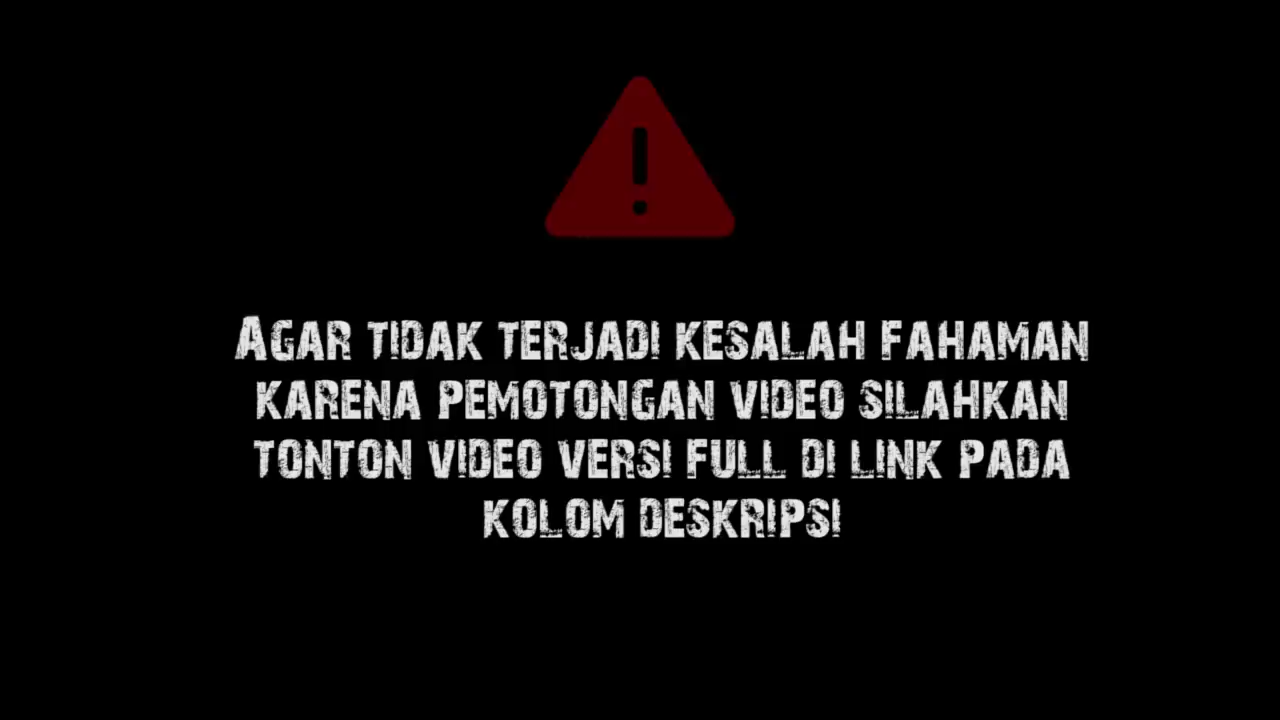 Agar tidak terjadi kesalah fahaman
karena pemotongan video silahkan
tonton video versi full di link pada
kolom deskripsi